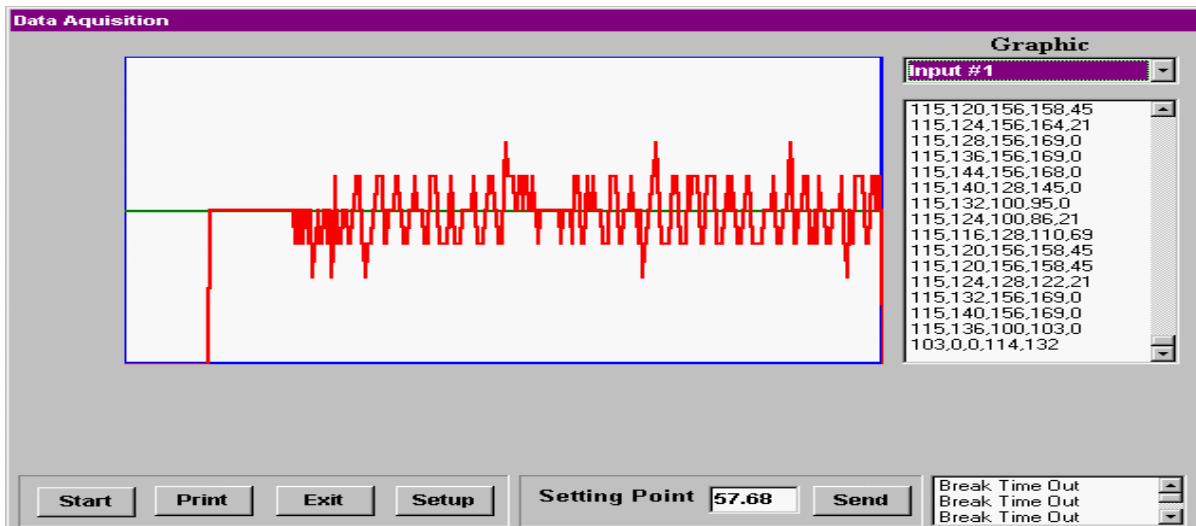 Data Aquisition
Graphic
Input #1
115,120,156,158,45
115,124,156,164,21
115,128,156,169,0
115,136,156,169,0
115,144,156,168,0
115,140,128,145,0
115,132,100,95,0
115,124,100,86,21
115,116,128,110,69
115,120,156,158,45
115,120,156,158,45
115,124,128,122,21
115,132,156,169,0
115,140,156,169,0
115,136,100,103,0
103,0,0,114,132
Start Print Exit Setup
Setting Point 57.68 Send
Break Time Out
Break Time Out
Break Time Out